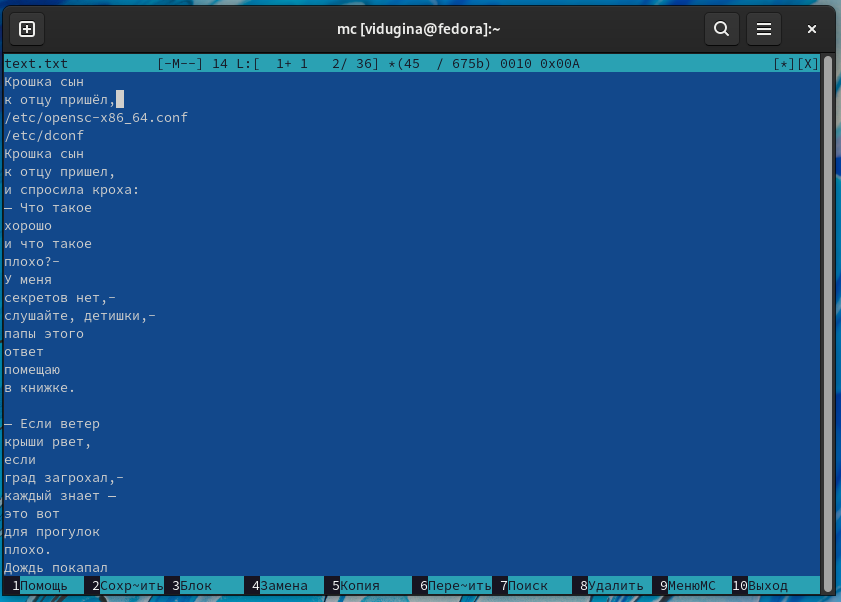 mc [vidugina@fedora]:~
text.txt [-M--] 14 L:[ 1+ 1 2/ 36] *(45 / 675b) 0010 0x00A [*][X]
Крошка сын
к отцу пришёл,
/etc/opensc-x86_64.conf
/etc/dconf
Крошка сын
к отцу пришел,
и спросила кроха:
— Что такое
хорошо
и что такое
плохо?-
У меня
секретов нет,-
слушайте, детишки,-
папы этого
ответ
помещаю
в книжке.
— Если ветер
крыши рвет,
если
град загрохал,-
каждый знает —
это вот
для прогулок
плохо.
Дождь покапал
1Помощь 2Сохр~ить 3Блок 4Замена 5Копия 6Пере~ить 7Поиск 8Удалить 9МенюМС 10Выход